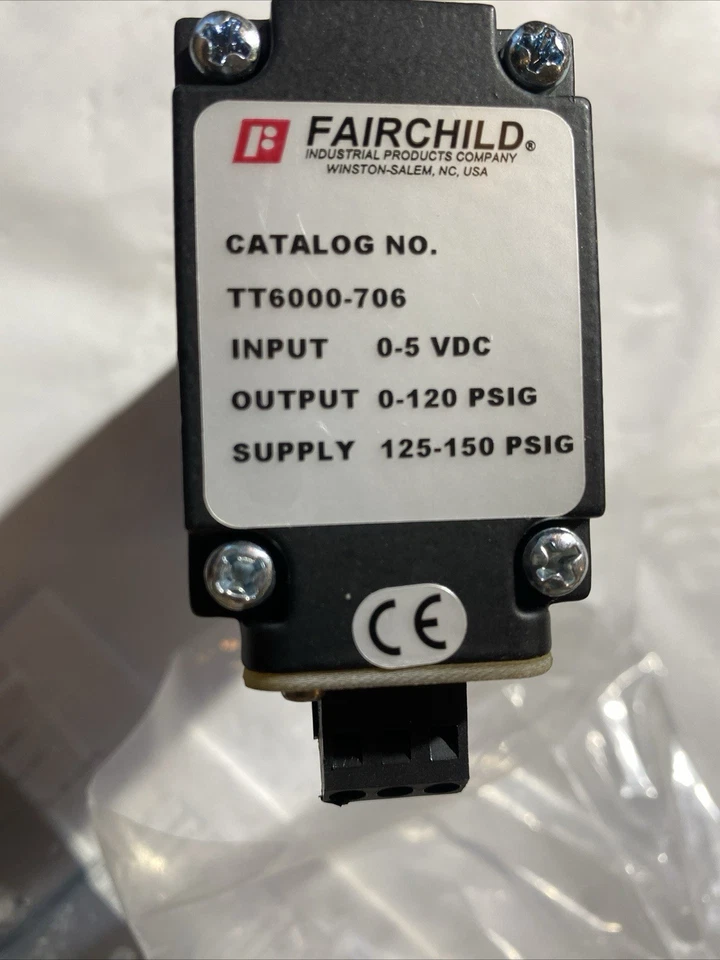 FAIRCHILD®
INDUSTRIAL PRODUCTS COMPANY
WINSTON-SALEM, NC, USA
CATALOG NO.
TT6000-706
INPUT 0-5 VDC
OUTPUT 0-120 PSIG
SUPPLY 125-150 PSIG
CE